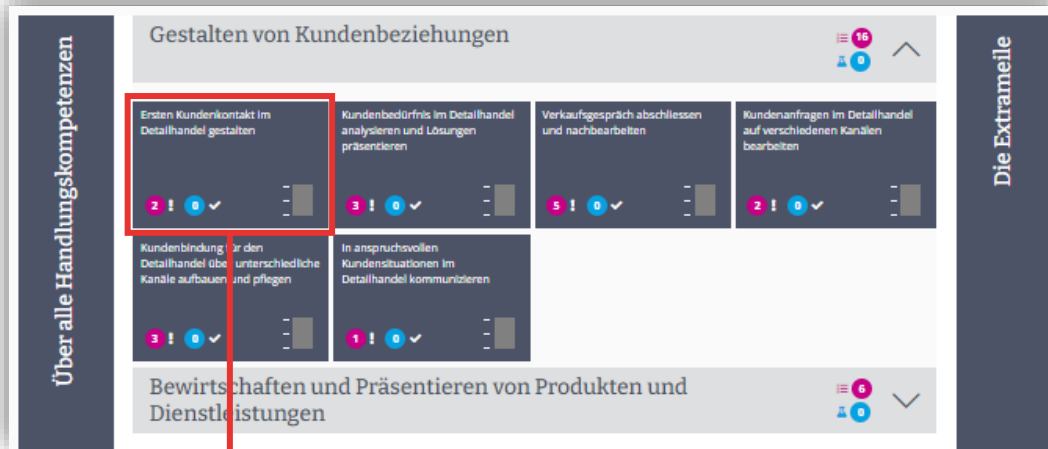 Über alle Handlungskompetenzen
Gestalten von Kundenbeziehungen
16
0
Ersten Kundenkontakt im
Detailhandel gestalten
2 ! 0
Kundenbedürfnis im Detailhandel
analysieren und Lösungen
präsentieren
3 ! 0
Verkaufsgespräch abschliessen
und nachbearbeiten
5 ! 0
Kundenanfragen im Detailhandel
auf verschiedenen Kanälen
bearbeiten
2 ! 0
Kundenbindung für den
Detailhandel über unterschiedliche
Kanäle aufbauen und pflegen
3 ! 0
In anspruchsvollen
Kundensituationen im
Detailhandel kommunizieren
1 ! 0
Bewirtschaften und Präsentieren von Produkten und
Dienstleistungen
6
0
Die Extrameile